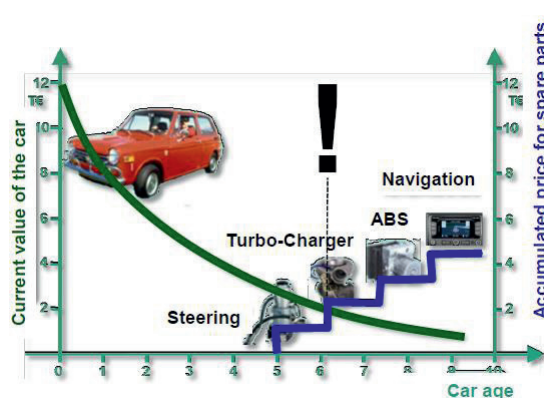 Current value of the car
Accumulated price for spare parts
12
T€
10
8
6
4
2
12
T€
10
8
6
4
2
!
Navigation
ABS
Turbo-Charger
Steering
0
1
2
3
4
5
6
7
8
9
10
Car age